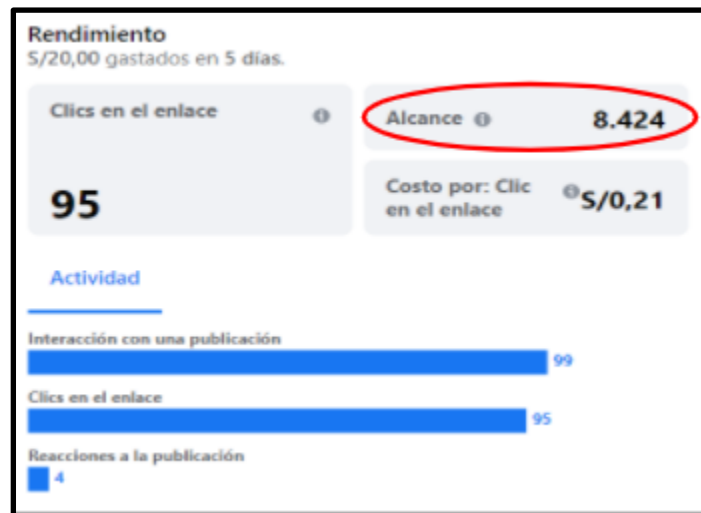 Rendimiento
S/20,00 gastados en 5 días.
Clics en el enlace
95
Alcance
8.424
Costo por: Clic
en el enlace
S/0,21
Actividad
Interacción con una publicación
99
Clics en el enlace
95
Reacciones a la publicación
4